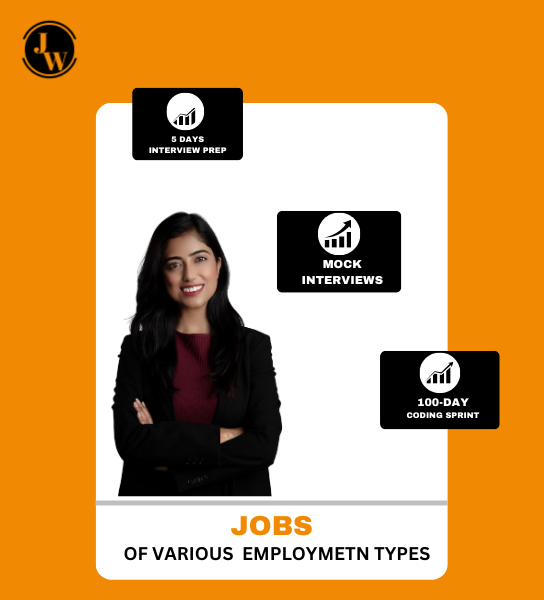 JW
5 DAYS
INTERVIEW PREP
MOCK
INTERVIEWS
100-DAY
CODING SPRINT
JOBS
OF VARIOUS EMPLOYMETN TYPES